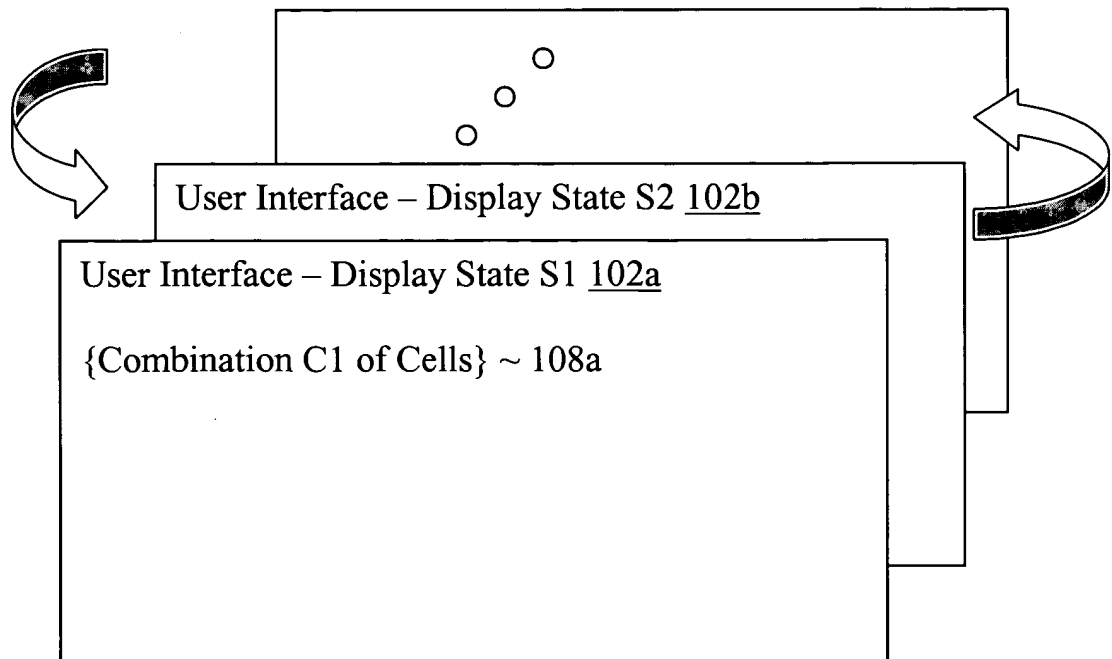 User Interface – Display State S2 102b
User Interface – Display State S1 102a
{Combination C1 of Cells} ~ 108a